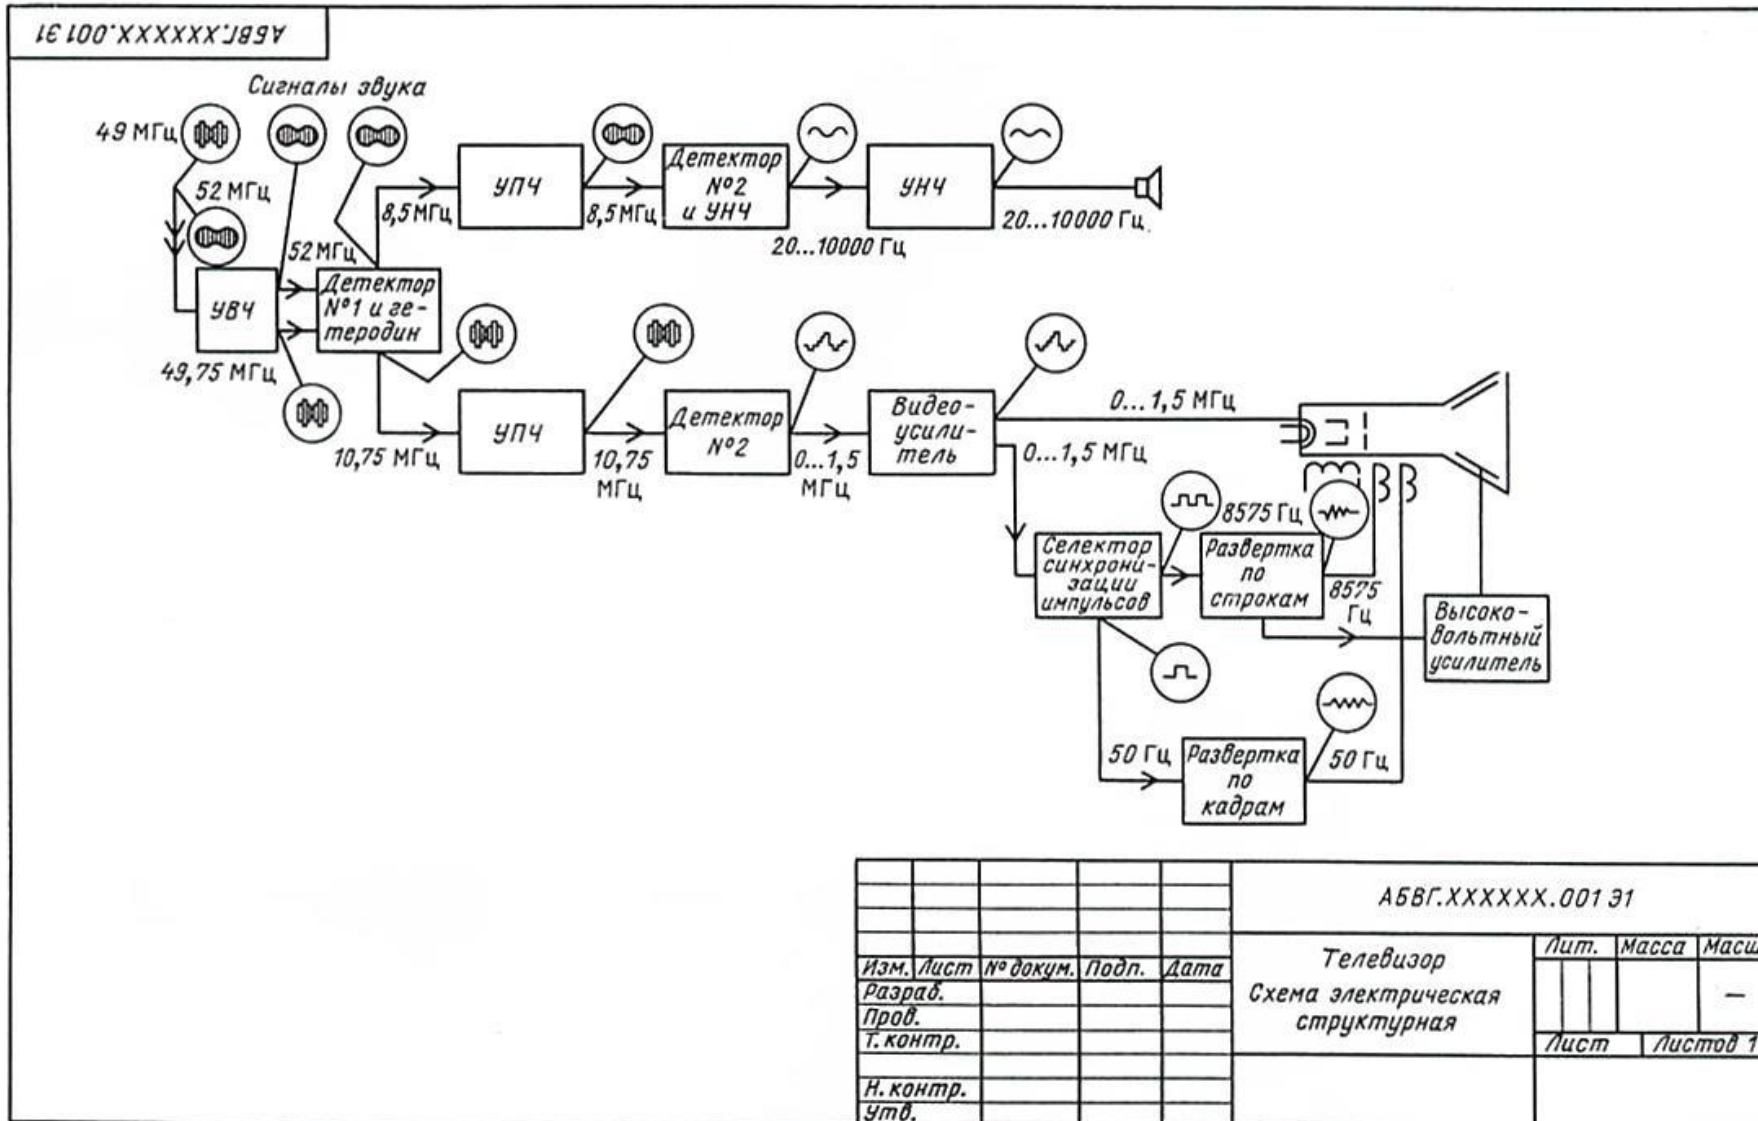 АБВГ.XXXXXX.001 Э1
Сигналы звука
49 МГц
52 МГц
УВЧ
49,75 МГц
52 МГц
Детектор
№1 и ге-
теродин
8,5 МГц
УПЧ
8,5 МГц
Детектор
№2
и УНЧ
20...10000 Гц
УНЧ
20...10000 Гц
10,75 МГц
УПЧ
10,75
МГц
Детектор
№2
0...1,5
МГц
Видео-
усили-
тель
0...1,5 МГц
0...1,5 МГц
Селектор
синхрони-
зации
импульсов
8575 Гц
Развертка
по
строкам
8575
Гц
Высоко-
вольтный
усилитель
50 Гц
Развертка
по
кадрам
50 Гц
АБВГ.XXXXXX.001 Э1
Изм. Лист № докум. Подп. Дата
Разраб.
Пров.
Т. контр.
Н. контр.
Утв.
Телевизор
Схема электрическая
структурная
Лит. Масса Масш
—
Лист Листов 1